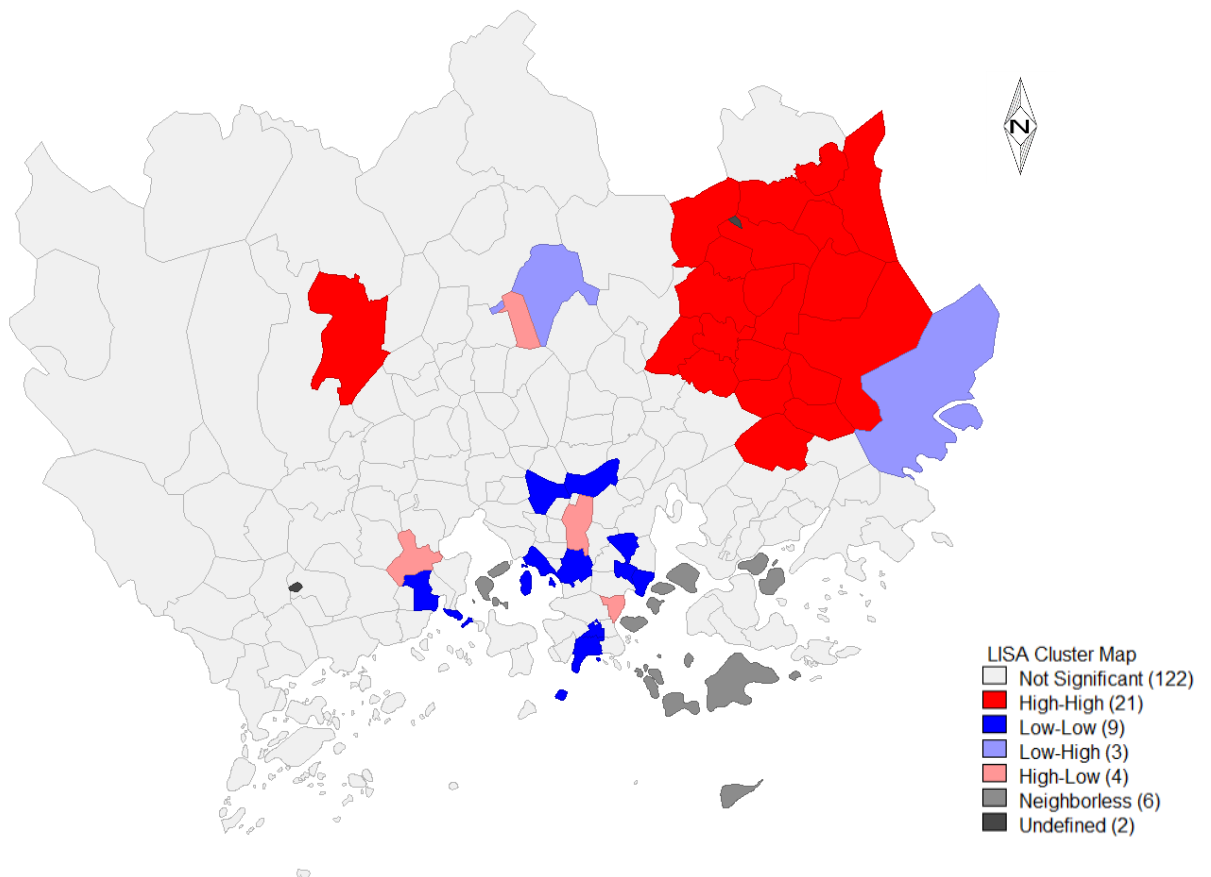 N
LISA Cluster Map
Not Significant (122)
High-High (21)
Low-Low (9)
Low-High (3)
High-Low (4)
Neighborless (6)
Undefined (2)